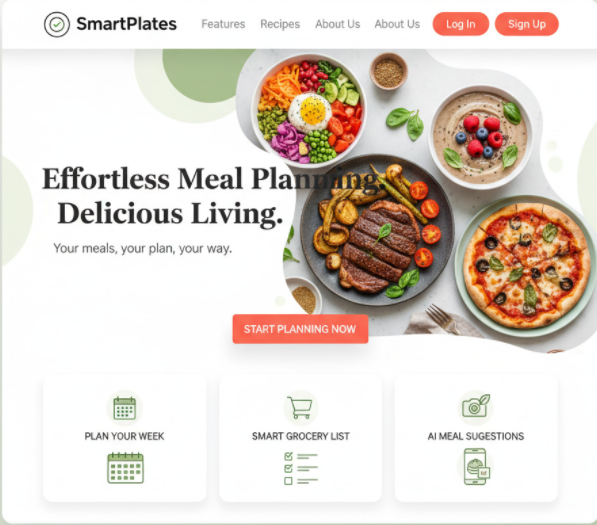 SmartPlates
Features Recipes About Us About Us Log In Sign Up
Effortless Meal Planning.
Delicious Living.
Your meals, your plan, your way.
START PLANNING NOW
PLAN YOUR WEEK SMART GROCERY LIST AI MEAL SUGESTIONS